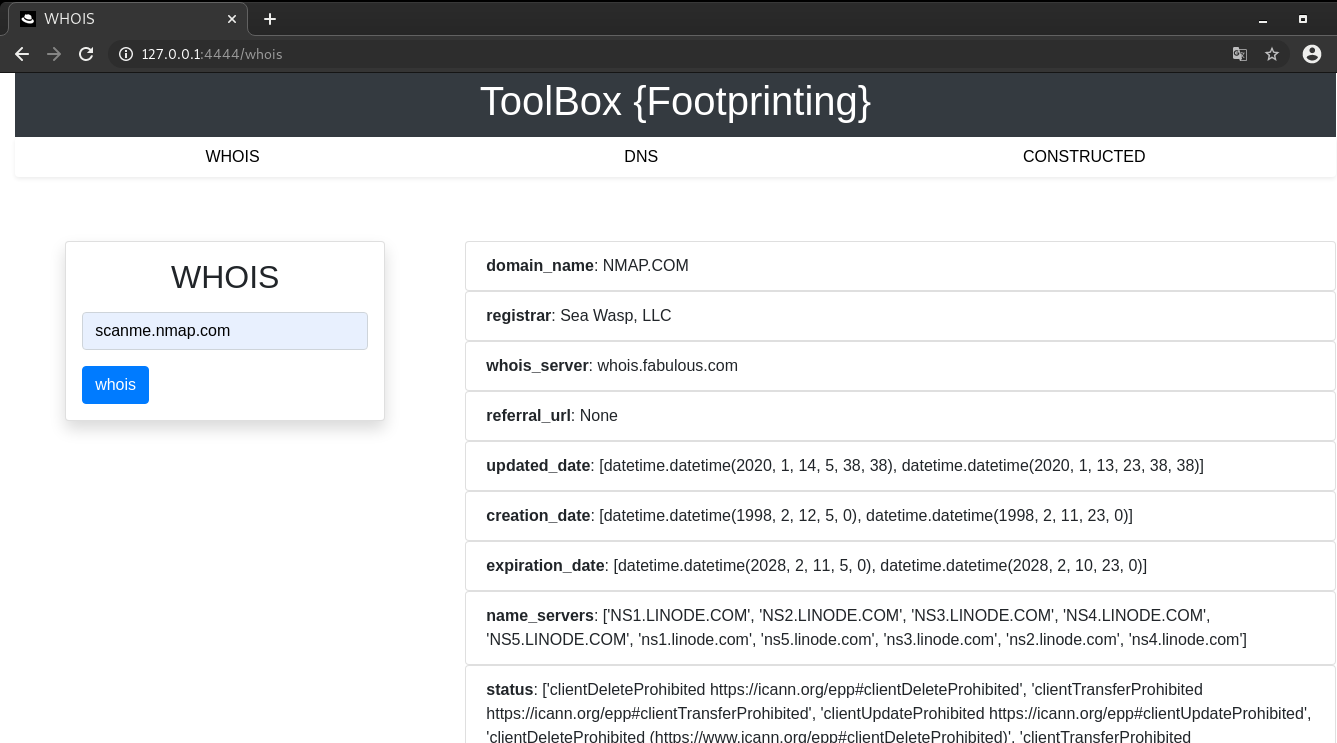 WHOIS
127.0.0.1:4444/whois
ToolBox {Footprinting}
WHOIS DNS CONSTRUCTED
WHOIS
scanme.nmap.com
whois
domain_name: NMAP.COM
registrar: Sea Wasp, LLC
whois_server: whois.fabulous.com
referral_url: None
updated_date: [datetime.datetime(2020, 1, 14, 5, 38, 38), datetime.datetime(2020, 1, 13, 23, 38, 38)]
creation_date: [datetime.datetime(1998, 2, 12, 5, 0), datetime.datetime(1998, 2, 11, 23, 0)]
expiration_date: [datetime.datetime(2028, 2, 11, 5, 0), datetime.datetime(2028, 2, 10, 23, 0)]
name_servers: ['NS1.LINODE.COM', 'NS2.LINODE.COM', 'NS3.LINODE.COM', 'NS4.LINODE.COM',
'NS5.LINODE.COM', 'ns1.linode.com', 'ns5.linode.com', 'ns3.linode.com', 'ns2.linode.com', 'ns4.linode.com']
status: ['clientDeleteProhibited https://icann.org/epp#clientDeleteProhibited', 'clientTransferProhibited
https://icann.org/epp#clientTransferProhibited', 'clientUpdateProhibited https://icann.org/epp#clientUpdateProhibited',
'clientDeleteProhibited (https://www.icann.org/epp#clientDeleteProhibited)', 'clientTransferProhibited